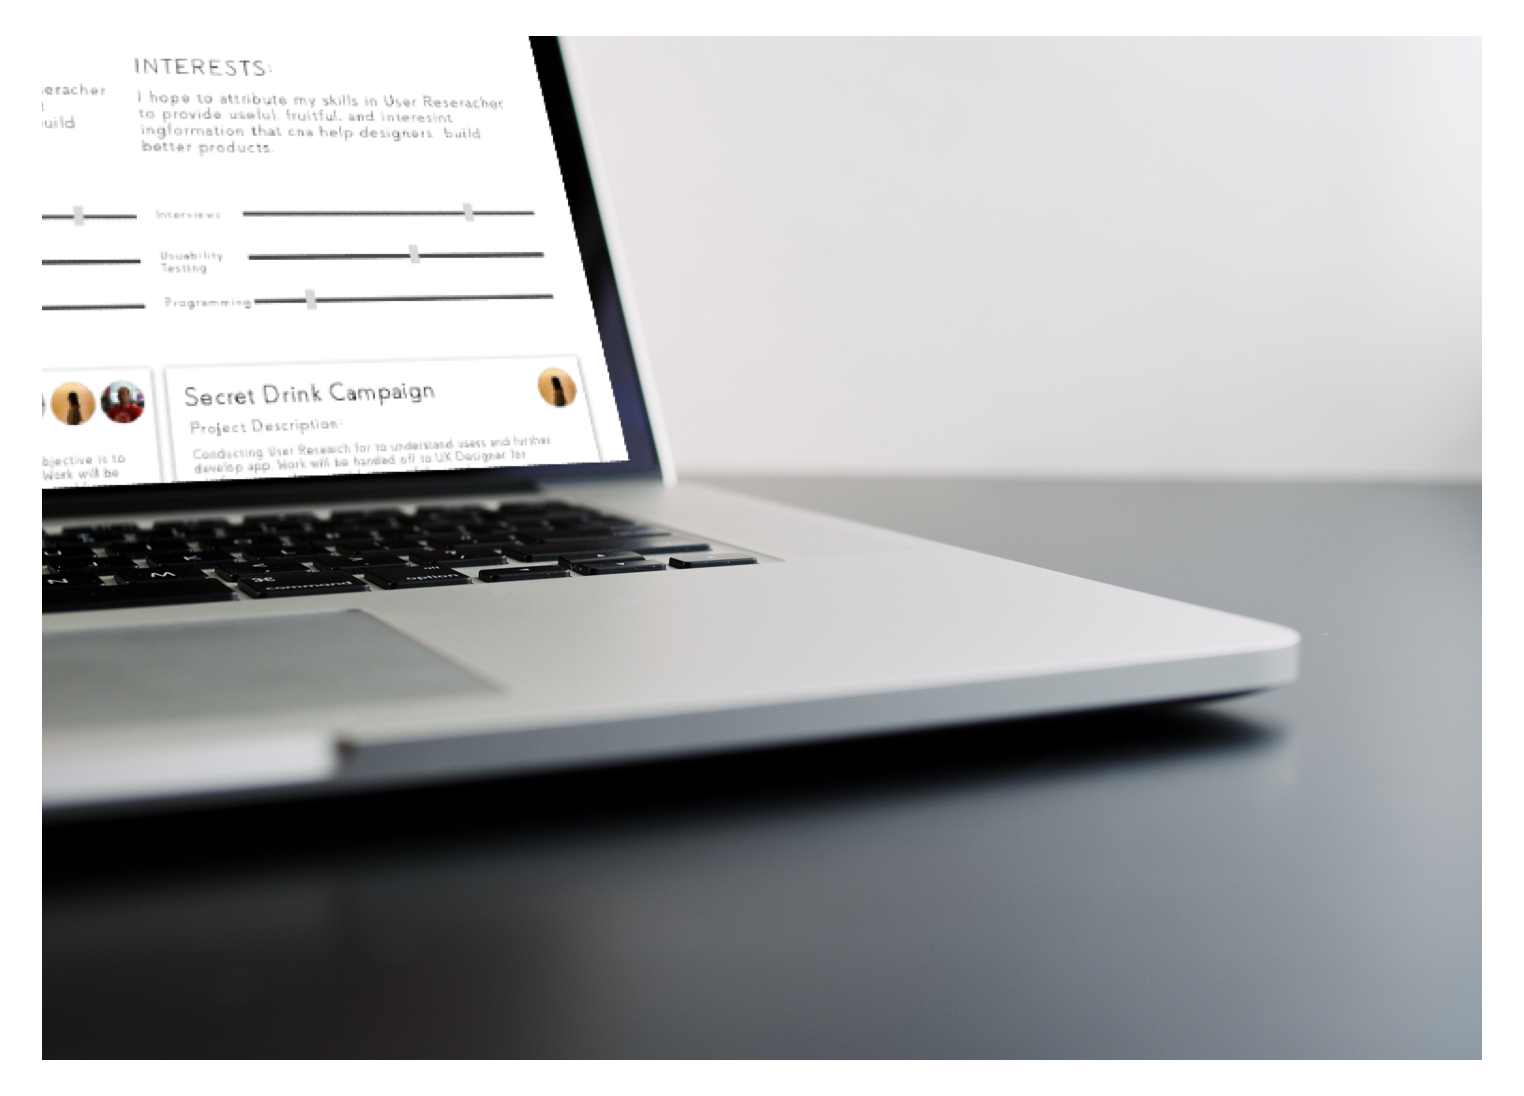 INTERESTS:
eracher
I hope to attribute my skills in User Reseracher
to provide useful, fruitful, and interesint
uild
ingformation that cna help designers build
better products.
Interviews
Usuability
Testing
Programming
Secret Drink Campaign
Project Description:
Conducting User Research for to understand users and further
bjective is to
develop app. Work will be handed off to UX Designer for
Work will be
N
M
<
⌘
command
alt
option